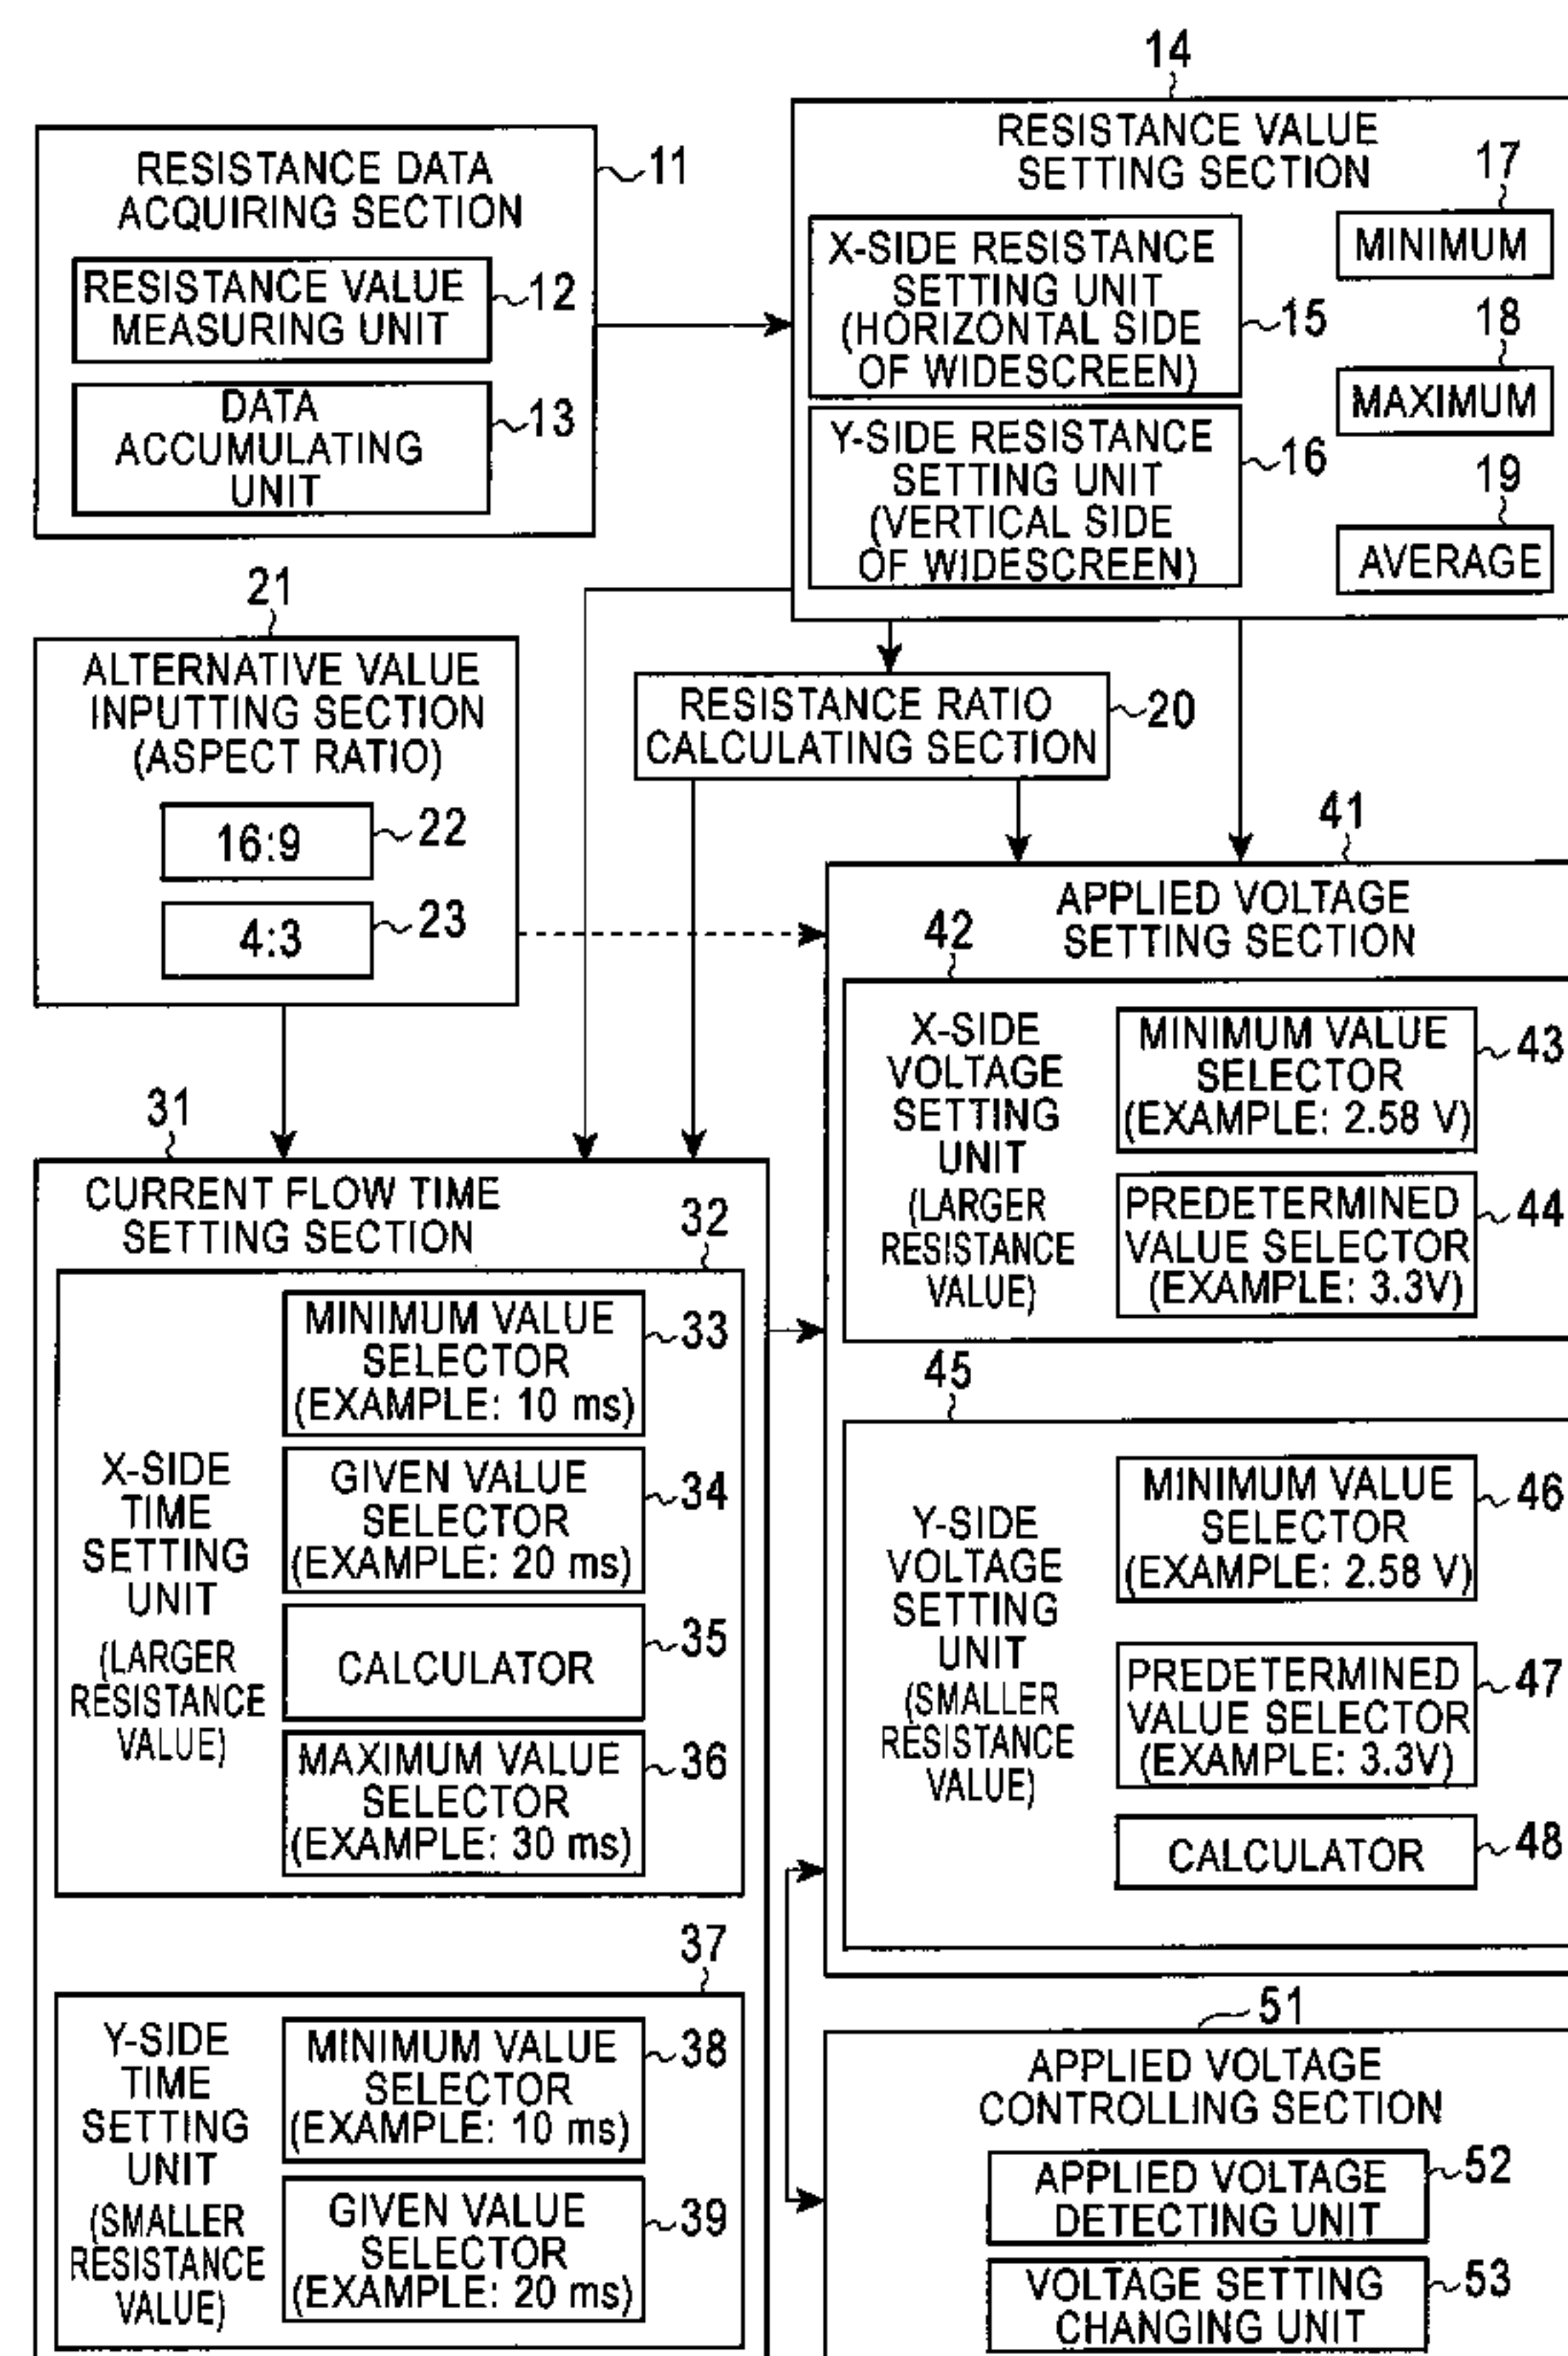 14
RESISTANCE VALUE
SETTING SECTION
17
MINIMUM
X-SIDE RESISTANCE
SETTING UNIT
(HORIZONTAL SIDE
OF WIDESCREEN)
15
18
MAXIMUM
Y-SIDE RESISTANCE
SETTING UNIT
(VERTICAL SIDE
OF WIDESCREEN)
16
19
AVERAGE
RESISTANCE DATA
ACQUIRING SECTION
11
RESISTANCE VALUE
MEASURING UNIT
12
DATA
ACCUMULATING
UNIT
13
21
ALTERNATIVE VALUE
INPUTTING SECTION
(ASPECT RATIO)
16:9
22
4:3
23
RESISTANCE RATIO
CALCULATING SECTION
20
41
APPLIED VOLTAGE
SETTING SECTION
42
X-SIDE
VOLTAGE
SETTING
UNIT
(LARGER
RESISTANCE
VALUE)
MINIMUM VALUE
SELECTOR
(EXAMPLE: 2.58 V)
43
PREDETERMINED
VALUE SELECTOR
(EXAMPLE: 3.3V)
44
45
Y-SIDE
VOLTAGE
SETTING
UNIT
(SMALLER
RESISTANCE
VALUE)
MINIMUM VALUE
SELECTOR
(EXAMPLE: 2.58 V)
46
PREDETERMINED
VALUE SELECTOR
(EXAMPLE: 3.3V)
47
CALCULATOR
48
31
CURRENT FLOW TIME
SETTING SECTION
32
X-SIDE
TIME
SETTING
UNIT
(LARGER
RESISTANCE
VALUE)
MINIMUM VALUE
SELECTOR
(EXAMPLE: 10 ms)
33
GIVEN VALUE
SELECTOR
(EXAMPLE: 20 ms)
34
CALCULATOR
35
MAXIMUM VALUE
SELECTOR
(EXAMPLE: 30 ms)
36
37
Y-SIDE
TIME
SETTING
UNIT
(SMALLER
RESISTANCE
VALUE)
MINIMUM VALUE
SELECTOR
(EXAMPLE: 10 ms)
38
GIVEN VALUE
SELECTOR
(EXAMPLE: 20 ms)
39
51
APPLIED VOLTAGE
CONTROLLING SECTION
APPLIED VOLTAGE
DETECTING UNIT
52
VOLTAGE SETTING
CHANGING UNIT
53